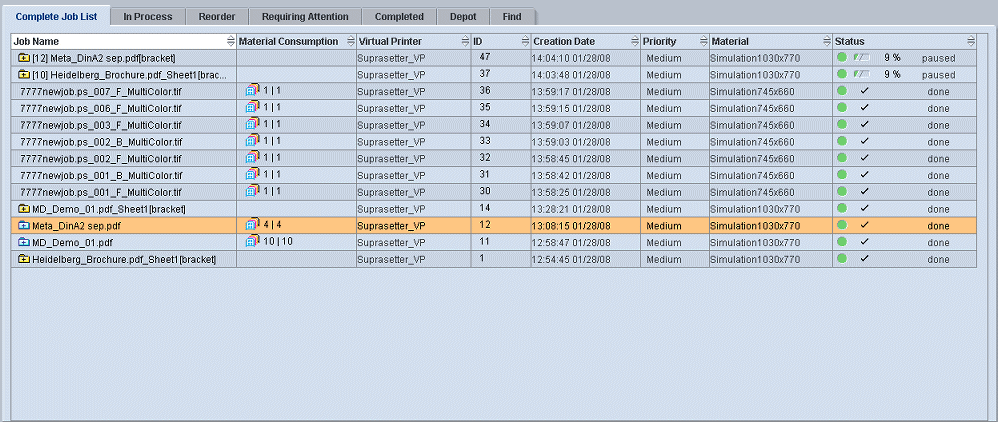 Complete Job List In Process Reorder Requiring Attention Completed Depot Find
Job Name Material Consumption Virtual Printer ID Creation Date Priority Material Status
[12] Meta_DinA2 sep.pdf[bracket] Suprasetter_VP 47 14:04:10 01/28/08 Medium Simulation1030x770 9 % paused
[10] Heidelberg_Brochure.pdf_Sheet1[brac... Suprasetter_VP 37 14:03:48 01/28/08 Medium Simulation1030x770 9 % paused
7777newjob.ps_007_F_MultiColor.tif 1 | 1 Suprasetter_VP 36 13:59:17 01/28/08 Medium Simulation745x660 done
7777newjob.ps_006_F_MultiColor.tif 1 | 1 Suprasetter_VP 35 13:59:15 01/28/08 Medium Simulation745x660 done
7777newjob.ps_003_F_MultiColor.tif 1 | 1 Suprasetter_VP 34 13:59:07 01/28/08 Medium Simulation745x660 done
7777newjob.ps_002_B_MultiColor.tif 1 | 1 Suprasetter_VP 33 13:59:03 01/28/08 Medium Simulation745x660 done
7777newjob.ps_002_F_MultiColor.tif 1 | 1 Suprasetter_VP 32 13:58:45 01/28/08 Medium Simulation745x660 done
7777newjob.ps_001_B_MultiColor.tif 1 | 1 Suprasetter_VP 31 13:58:42 01/28/08 Medium Simulation745x660 done
7777newjob.ps_001_F_MultiColor.tif 1 | 1 Suprasetter_VP 30 13:58:25 01/28/08 Medium Simulation745x660 done
MD_Demo_01.pdf_Sheet1[bracket] Suprasetter_VP 14 13:28:21 01/28/08 Medium Simulation1030x770 done
Meta_DinA2 sep.pdf 4 | 4 Suprasetter_VP 12 13:08:15 01/28/08 Medium Simulation1030x770 done
MD_Demo_01.pdf 10 | 10 Suprasetter_VP 11 12:58:47 01/28/08 Medium Simulation1030x770 done
Heidelberg_Brochure.pdf_Sheet1[bracket] Suprasetter_VP 1 12:54:45 01/28/08 Medium Simulation1030x770 done